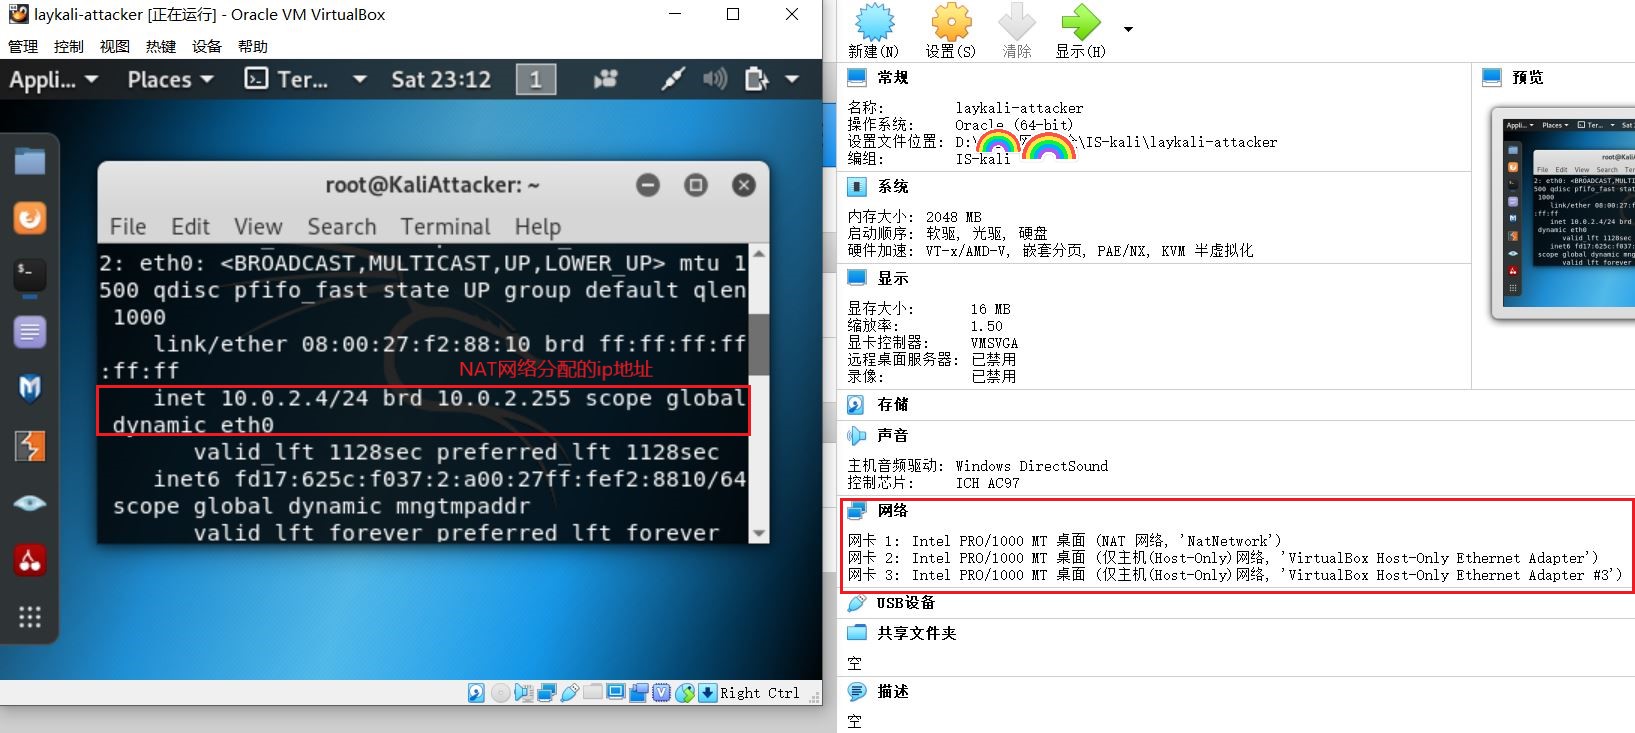 laykali-attacker [正在运行] - Oracle VM VirtualBox
管理 控制 视图 热键 设备 帮助
Appli... Places Ter... Sat 23:12 1
root@KaliAttacker: ~
File Edit View Search Terminal Help
2: eth0: <BROADCAST,MULTICAST,UP,LOWER_UP> mtu 1
500 qdisc pfifo_fast state UP group default qlen
1000
link/ether 08:00:27:f2:88:10 brd ff:ff:ff:ff
:ff:ff
NAT网络分配的ip地址
inet 10.0.2.4/24 brd 10.0.2.255 scope global
dynamic eth0
valid_lft 1128sec preferred_lft 1128sec
inet6 fd17:625c:f037:2:a00:27ff:fef2:8810/64
scope global dynamic mngtmpaddr
valid lft forever preferred lft forever
Right Ctrl
新建(N) 设置(S) 清除 显示(H)
常规
名称: laykali-attacker
操作系统: Oracle (64-bit)
设置文件位置: D:\ \IS-kali\laykali-attacker
编组: IS-kali
系统
内存大小: 2048 MB
启动顺序: 软驱, 光驱, 硬盘
硬件加速: VT-x/AMD-V, 嵌套分页, PAE/NX, KVM 半虚拟化
显示
显存大小: 16 MB
缩放率: 1.50
显卡控制器: VMSVGA
远程桌面服务器: 已禁用
录像: 已禁用
存储
声音
主机音频驱动: Windows DirectSound
控制芯片: ICH AC97
网络
网卡 1: Intel PRO/1000 MT 桌面 (NAT 网络, 'NatNetwork')
网卡 2: Intel PRO/1000 MT 桌面 (仅主机(Host-Only)网络, 'VirtualBox Host-Only Ethernet Adapter')
网卡 3: Intel PRO/1000 MT 桌面 (仅主机(Host-Only)网络, 'VirtualBox Host-Only Ethernet Adapter #3')
USB设备
共享文件夹
空
描述
空
预览